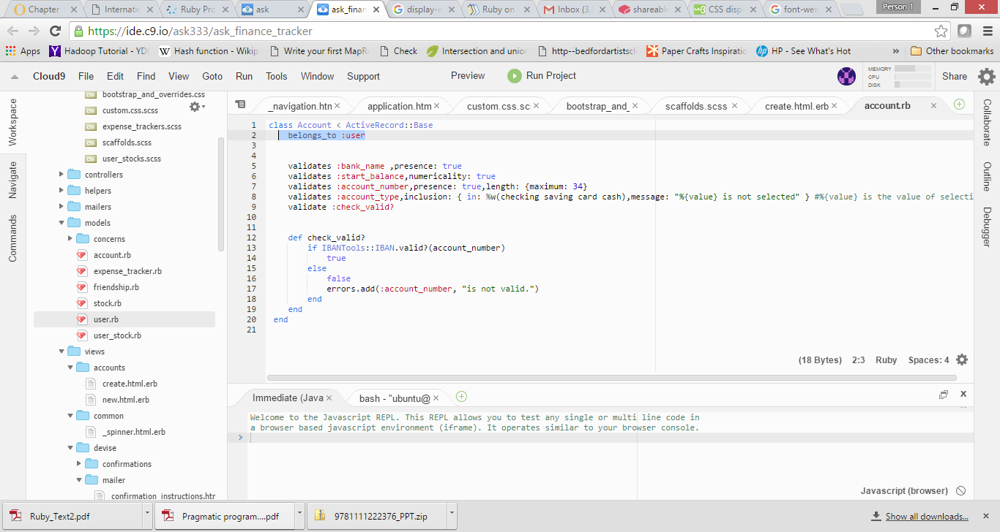 Chapter
Internatio
Ruby Pro
ask
ask_finan
display-i
Ruby on
Inbox (3,
shareabl
CSS disp
font-wei
Person 1
https://ide.c9.io/ask333/ask_finance_tracker
Apps
Hadoop Tutorial - YD
Hash function - Wikip
Write your first MapR
Check
Intersection and union
http--bedfordartistscl
Paper Crafts Inspiratio
HP - See What's Hot
»
Other bookmarks
Cloud9 File Edit Find View Goto Run Tools Window Support Preview Run Project
MEMORY
CPU
DISK
Share
Workspace
Navigate
Commands
bootstrap_and_overrides.css
custom.css.scss
expense_trackers.scss
scaffolds.scss
user_stocks.scss
controllers
helpers
mailers
models
concerns
account.rb
expense_tracker.rb
friendship.rb
stock.rb
user.rb
user_stock.rb
views
accounts
create.html.erb
new.html.erb
common
_spinner.html.erb
devise
confirmations
mailer
confirmation_instructions.htm
_navigation.htm
application.htm
custom.css.sc
bootstrap_and_
scaffolds.scss
create.html.erb
account.rb
1 class Account < ActiveRecord::Base
2 belongs_to :user
3
4
5 validates :bank_name ,presence: true
6 validates :start_balance,numericality: true
7 validates :account_number,presence: true,length: {maximum: 34}
8 validates :account_type,inclusion: { in: %w(checking saving card cash),message: "%{value} is not selected" } #%{value} is the value of selecti
9 validate :check_valid?
10
11
12 def check_valid?
13 if IBANTools::IBAN.valid?(account_number)
14 true
15 else
16 false
17 errors.add(:account_number, "is not valid.")
18 end
19 end
20 end
21
(18 Bytes) 2:3 Ruby Spaces: 4
Collaborate
Outline
Debugger
Immediate (Java
bash - "ubuntu@
Welcome to the Javascript REPL. This REPL allows you to test any single or multi line code in
a browser based javascript environment (iframe). It operates similar to your browser console.
>
Javascript (browser)
Ruby_Text2.pdf
Pragmatic program....pdf
9781111222376_PPT.zip
Show all downloads...